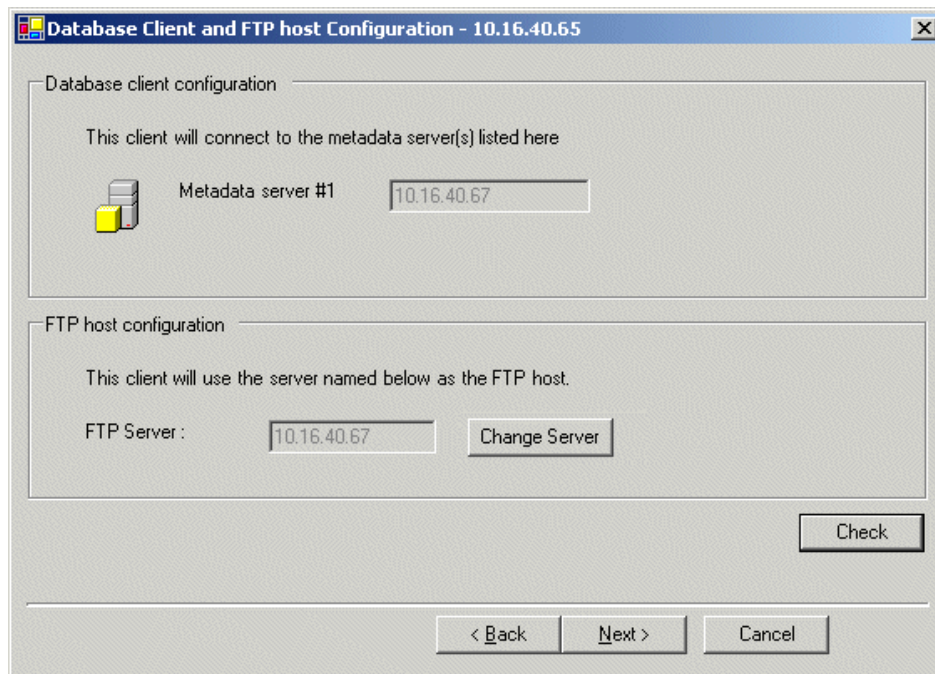 Database Client and FTP host Configuration - 10.16.40.65
Database client configuration
This client will connect to the metadata server(s) listed here
Metadata server #1
10.16.40.67
FTP host configuration
This client will use the server named below as the FTP host.
FTP Server :
10.16.40.67
Change Server
Check
< Back
Next >
Cancel